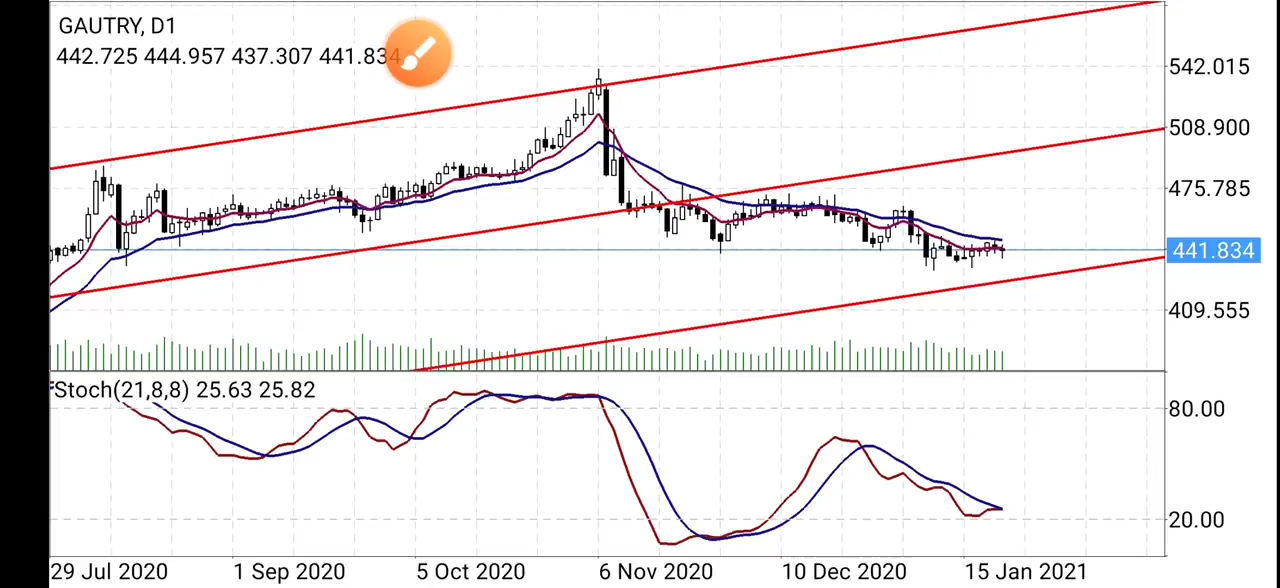 GAUTRY, D1
442.725 444.957 437.307 441.834
542.015
508.900
475.785
441.834
409.555
Stoch(21,8,8) 25.63 25.82
80.00
20.00
29 Jul 2020 1 Sep 2020 5 Oct 2020 6 Nov 2020 10 Dec 2020 15 Jan 2021